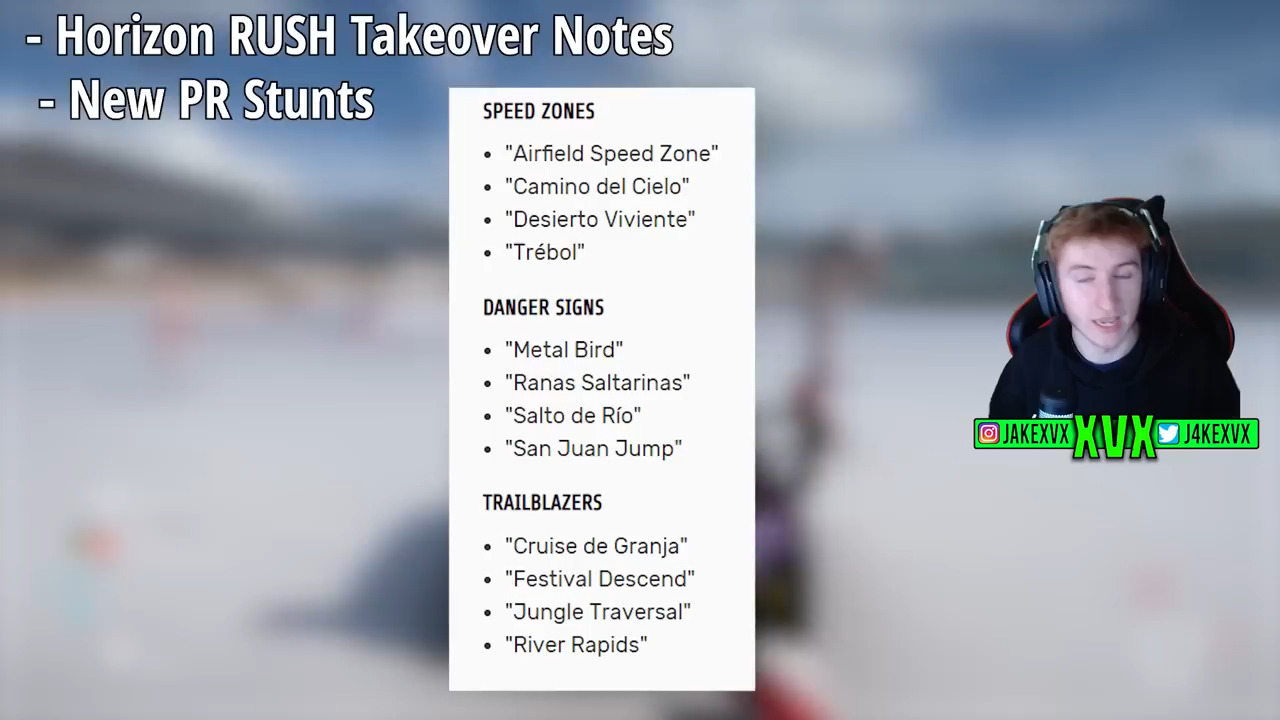 - Horizon RUSH Takeover Notes
- New PR Stunts
SPEED ZONES
• "Airfield Speed Zone"
• "Camino del Cielo"
• "Desierto Viviente"
• "Trébol"
DANGER SIGNS
• "Metal Bird"
• "Ranas Saltarinas"
• "Salto de Río"
• "San Juan Jump"
TRAILBLAZERS
• "Cruise de Granja"
• "Festival Descend"
• "Jungle Traversal"
• "River Rapids"
JAKEXVX XVX J4KEXVX